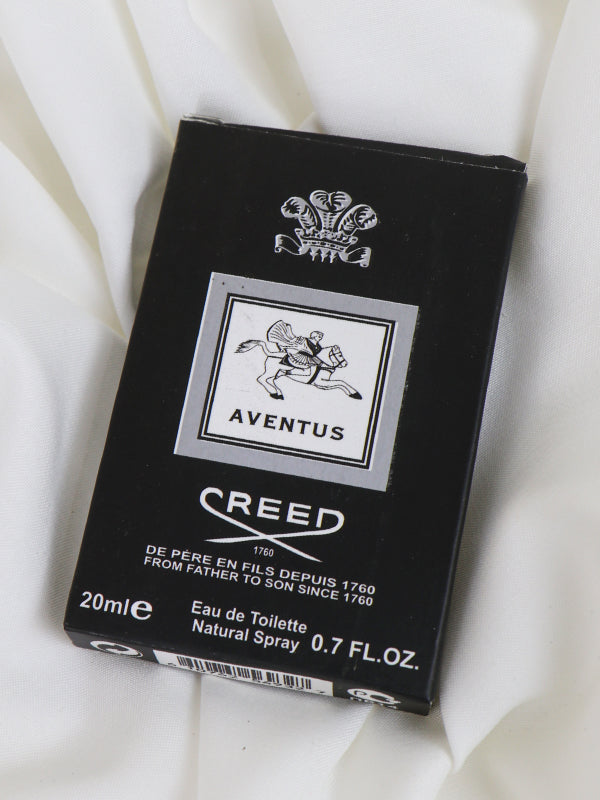 AVENTUS
CREED
1760
DE PÈRE EN FILS DEPUIS 1760
FROM FATHER TO SON SINCE 1760
20ml e
Eau de Toilette
Natural Spray 0.7 FL.OZ.